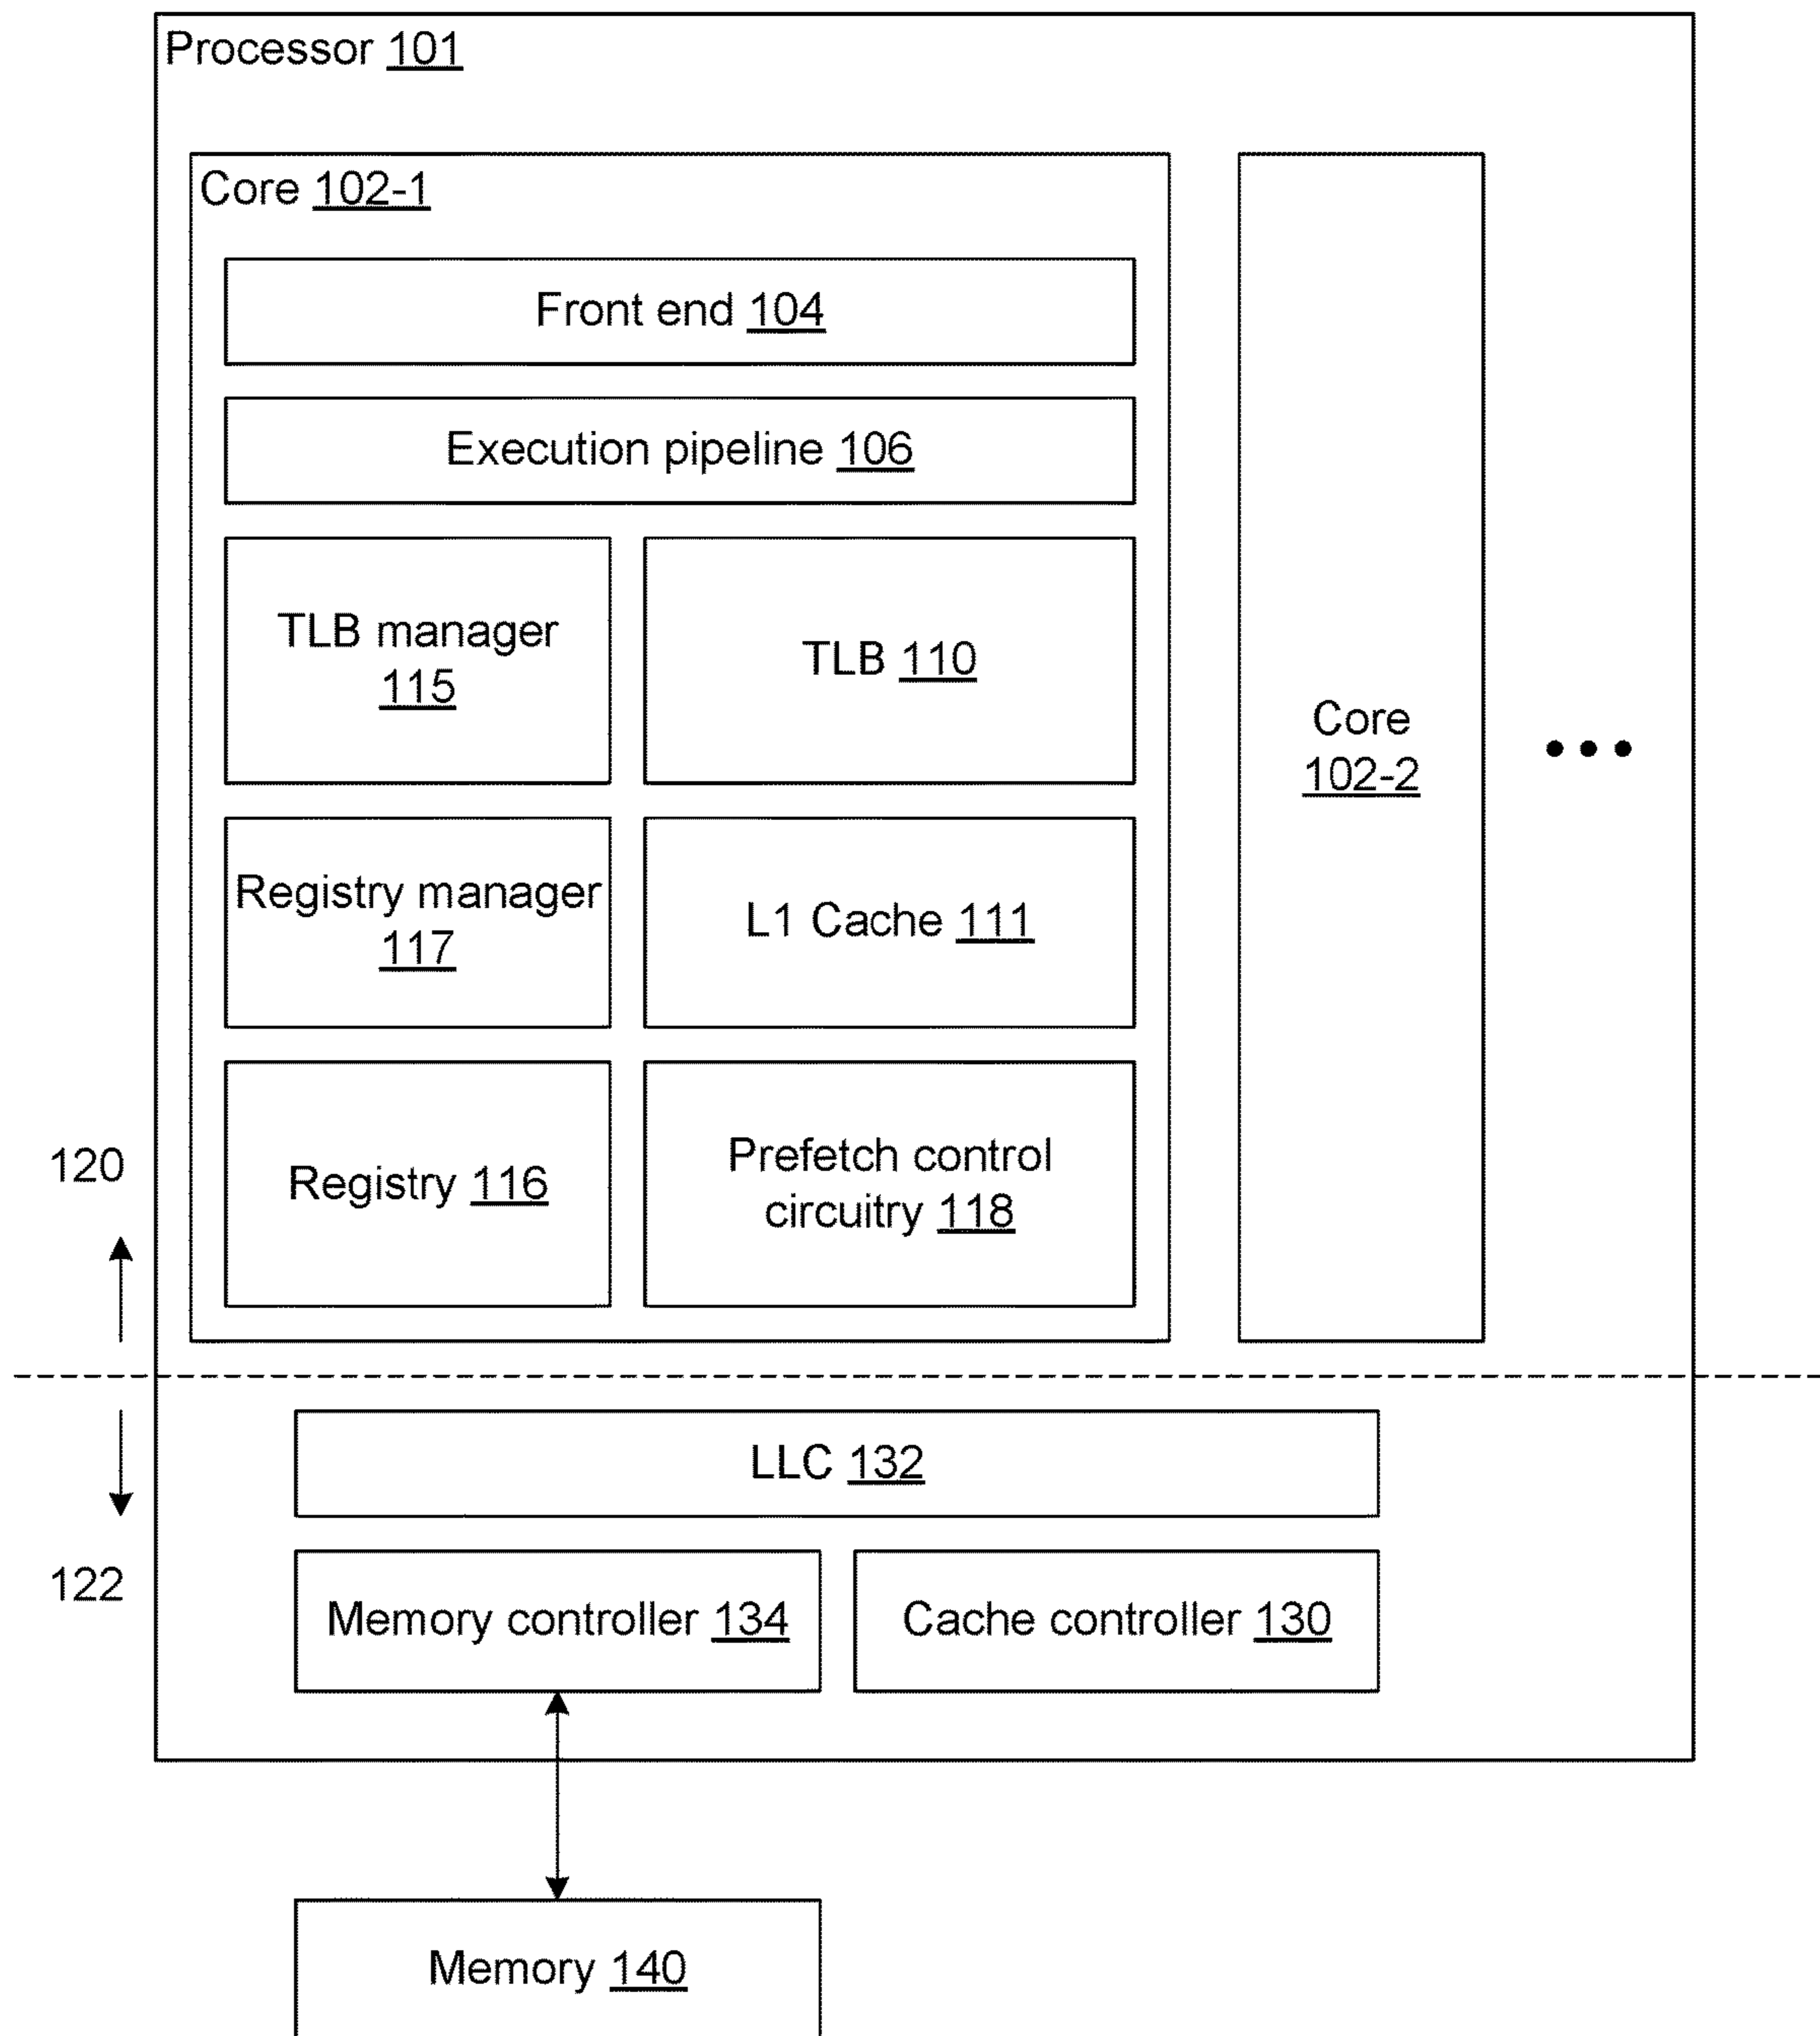 Processor 101
Core 102-1
Front end 104
Execution pipeline 106
TLB manager
115
TLB 110
Registry manager
117
L1 Cache 111
Registry 116
Prefetch control
circuitry 118
Core
102-2
120
122
LLC 132
Memory controller 134
Cache controller 130
Memory 140